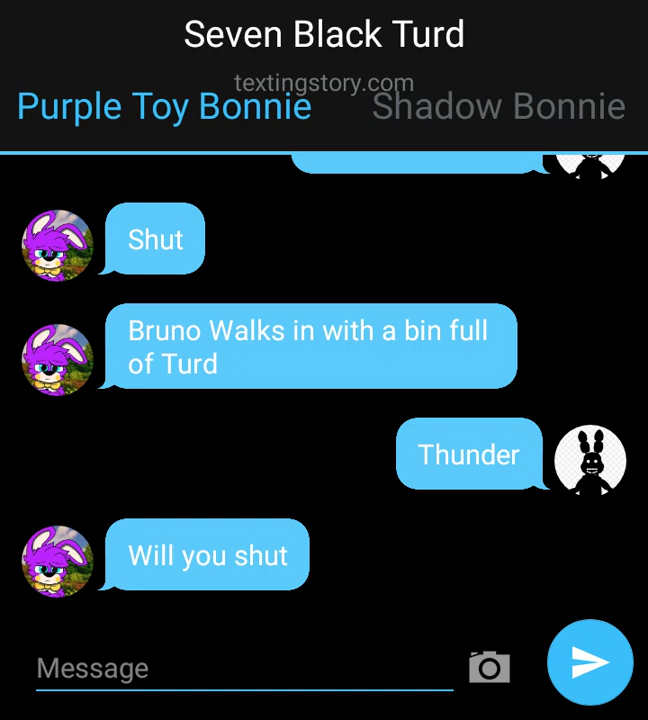 Seven Black Turd
textingstory.com
Purple Toy Bonnie
Shadow Bonnie
Shut
Bruno Walks in with a bin full
of Turd
Thunder
Will you shut
Message